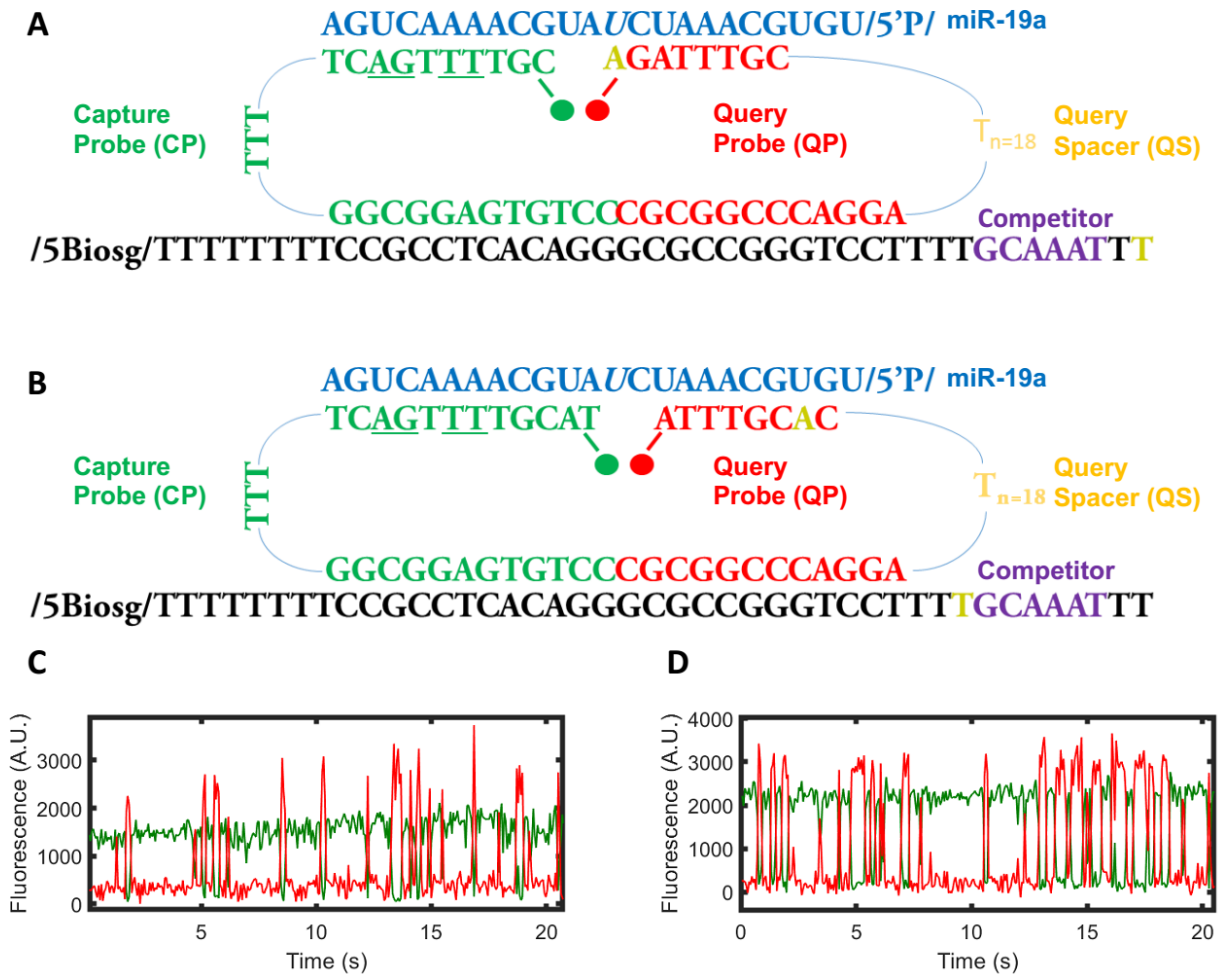 A
AGUCAAAACGUAUCUAAACGUGU/5'P/ miR-19a
TCAGTTTTGC AGATTTGC
Capture Probe (CP)
TTT
Query Probe (QP)
Tn=18
Query Spacer (QS)
GGCGGAGTGTCCCGCGGCCCAGGA
Competitor
/5Biosg/TTTTTTTTCCGCCTCACAGGGCGCCGGGTCCTTTTGCAAATTT
B
AGUCAAAACGUAUCUAAACGUGU/5'P/ miR-19a
TCAGTTTTGCAT ATTTGCAC
Capture Probe (CP)
TTT
Query Probe (QP)
Tn=18
Query Spacer (QS)
GGCGGAGTGTCCCGCGGCCCAGGA
Competitor
/5Biosg/TTTTTTTTCCGCCTCACAGGGCGCCGGGTCCTTTTGCAAATTT
C
Fluorescence (A.U.)
3000
2000
1000
0
5 10 15 20
Time (s)
D
Fluorescence (A.U.)
4000
3000
2000
1000
0
0 5 10 15 20
Time (s)